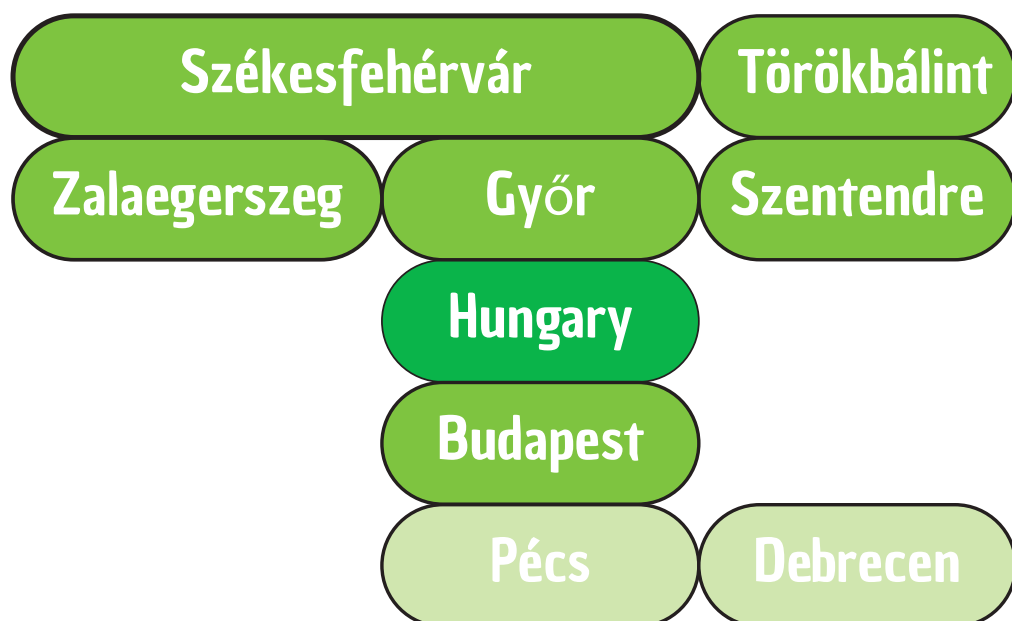 Székesfehérvár Törökbálint
Zalaegerszeg Győr Szentendre
Hungary
Budapest
Pécs Debrecen